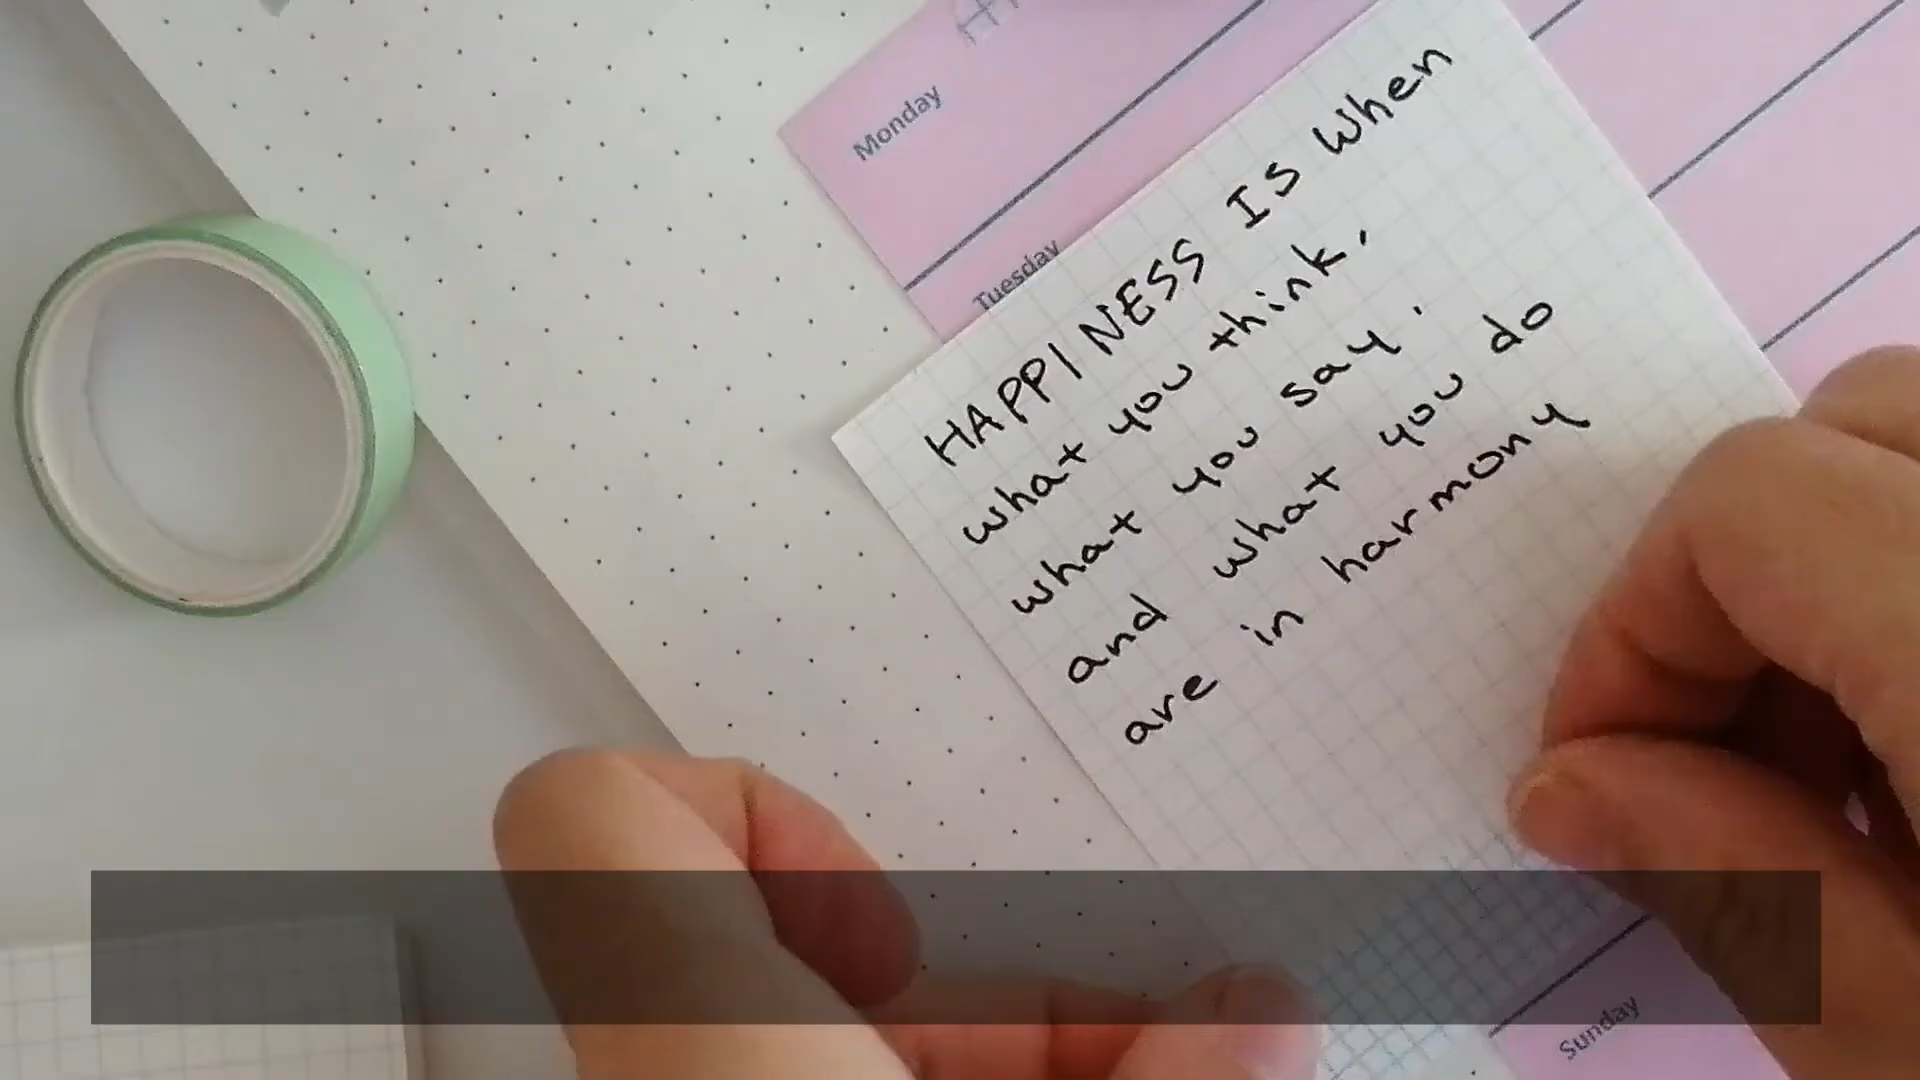 Monday
Tuesday
HAPPINESS IS when
what you think,
what you say,
and what you do
are in harmony
Sunday